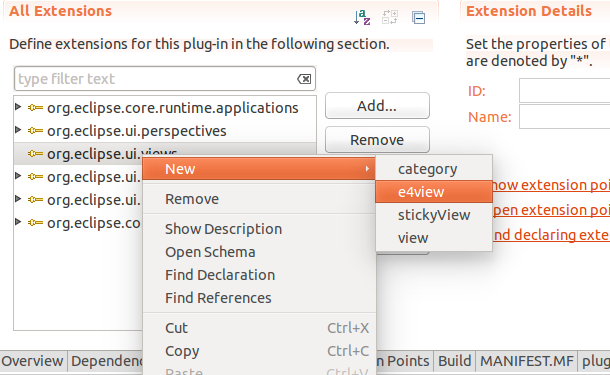 All Extensions
Extension Details
Define extensions for this plug-in in the following section.
Set the properties of
are denoted by "*".
type filter text
ID:
Name:
org.eclipse.core.runtime.applications
org.eclipse.ui.perspectives
org.eclipse.ui.views
org.eclipse.ui.
org.eclipse.ui.
org.eclipse.co
Add...
Remove
New
Remove
Show Description
Open Schema
Find Declaration
Find References
Cut Ctrl+X
Copy Ctrl+C
Paste Ctrl+V
category
e4view
stickyView
view
how extension poi
pen extension poi
nd declaring exte
Overview Dependen n Points Build MANIFEST.MF plug